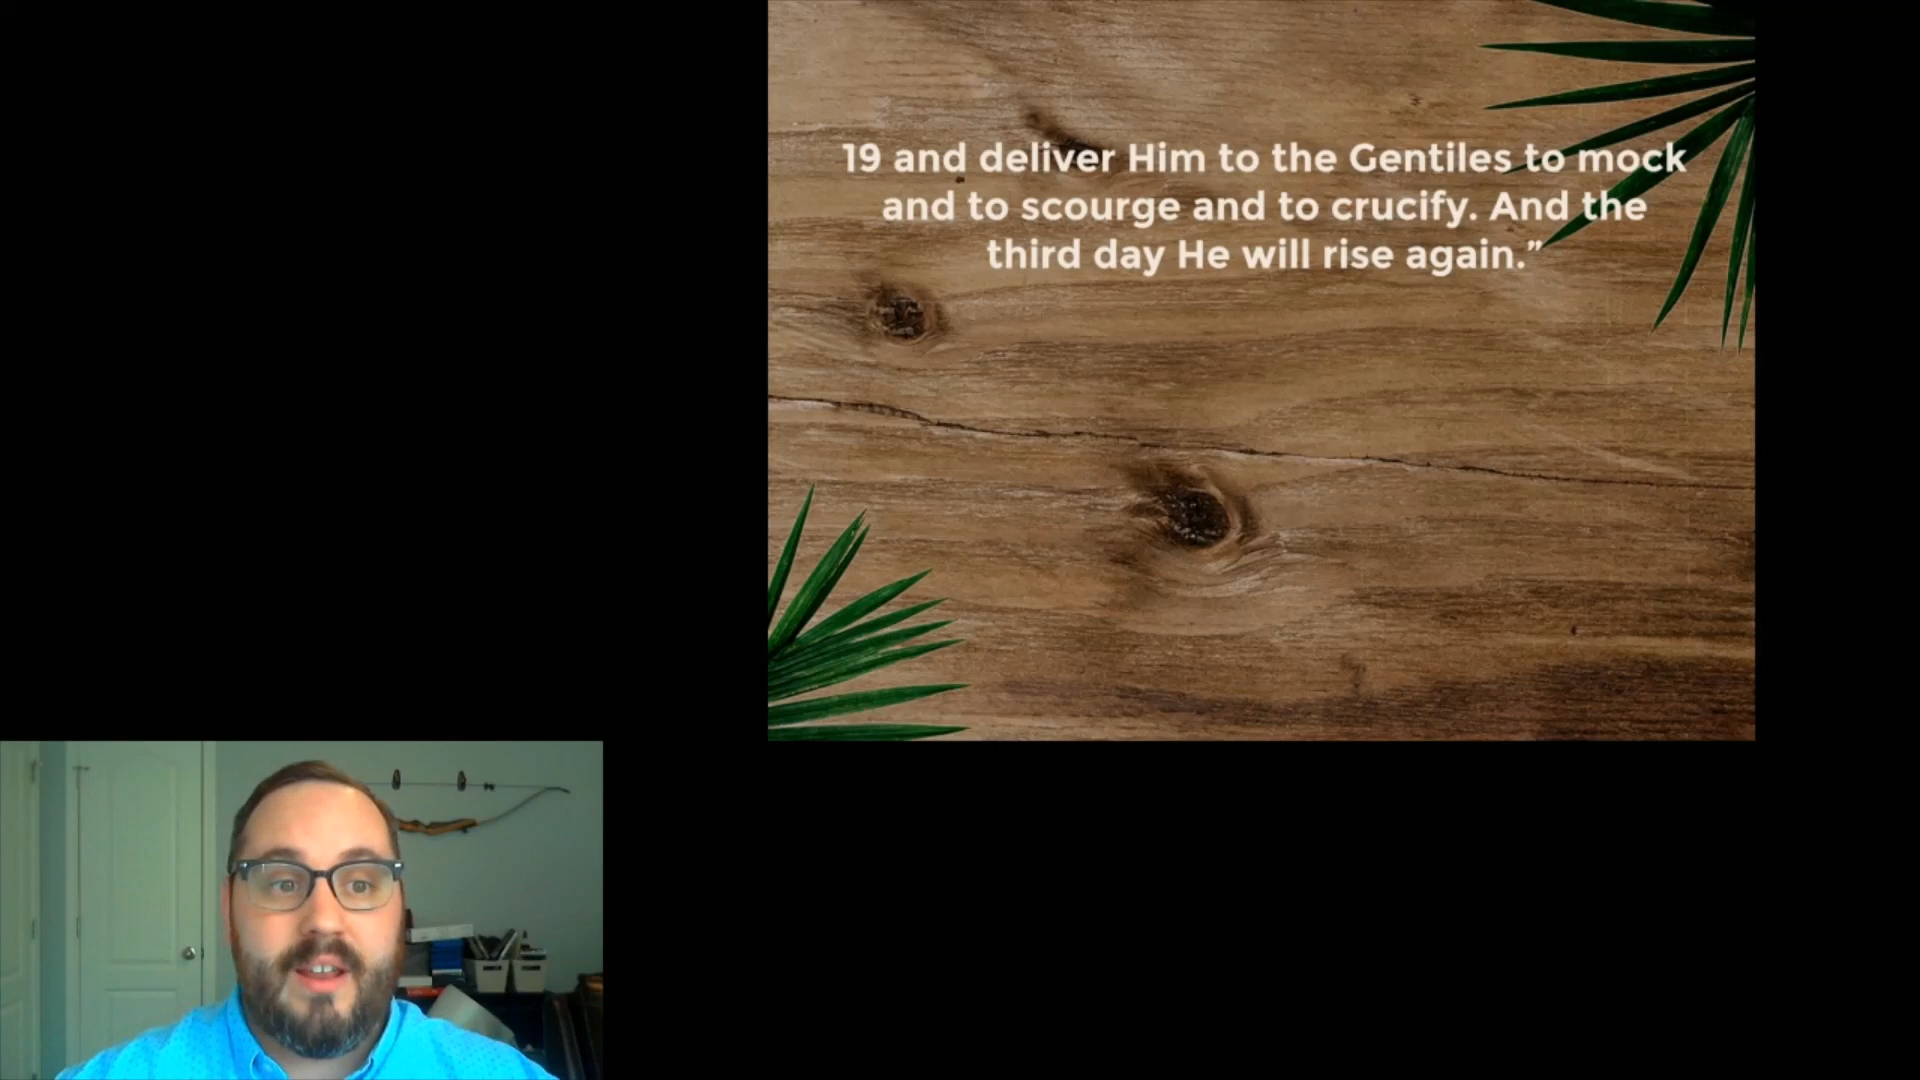 19 and deliver Him to the Gentiles to mock
and to scourge and to crucify. And the
third day He will rise again.”